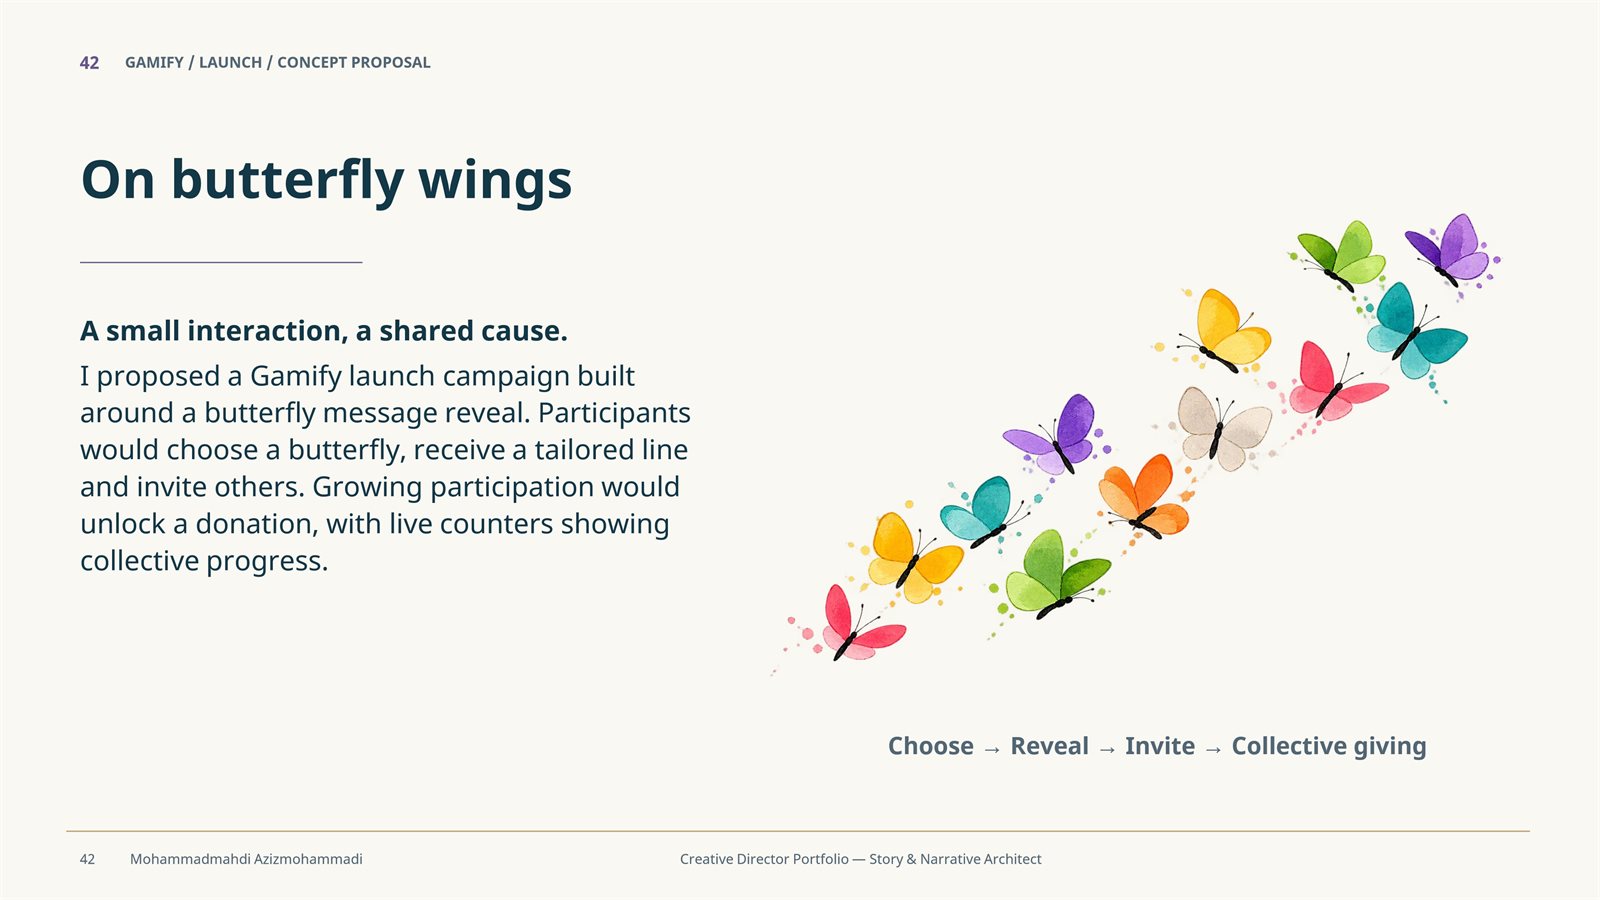 42 GAMIFY / LAUNCH / CONCEPT PROPOSAL
On butterfly wings
A small interaction, a shared cause.
I proposed a Gamify launch campaign built
around a butterfly message reveal. Participants
would choose a butterfly, receive a tailored line
and invite others. Growing participation would
unlock a donation, with live counters showing
collective progress.
Choose → Reveal → Invite → Collective giving
42 Mohammadmahdi Azizmohammadi Creative Director Portfolio — Story & Narrative Architect